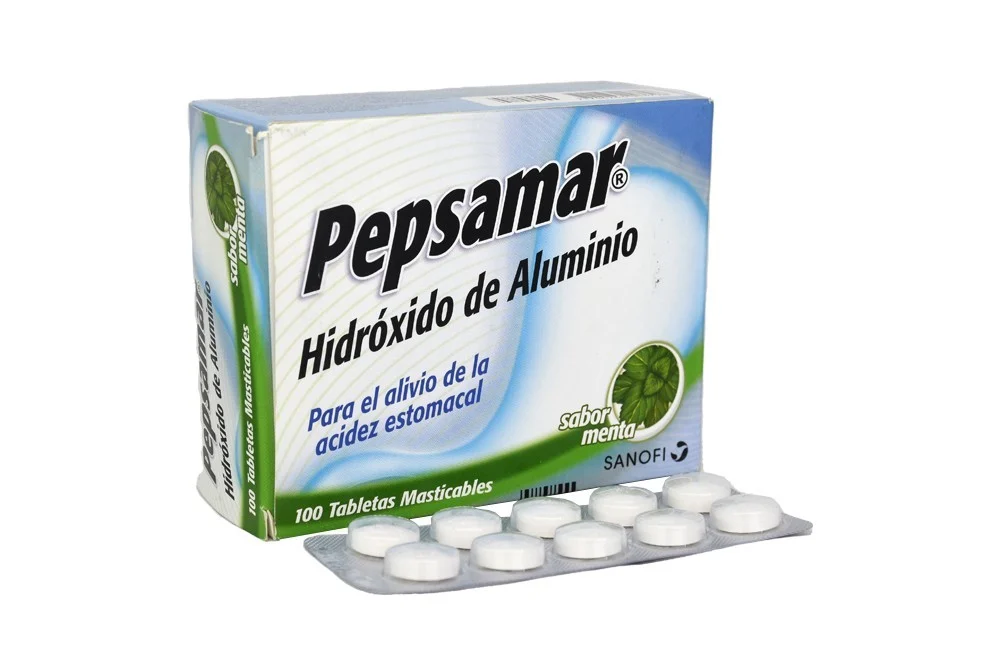 Pepsamar®
Hidróxido de Aluminio
Para el alivio de la
acidez estomacal
sabor
menta
SANOFI
100 Tabletas Masticables
sabor
menta
Pepsamar®
Hidróxido de Aluminio
100 Tabletas Masticables